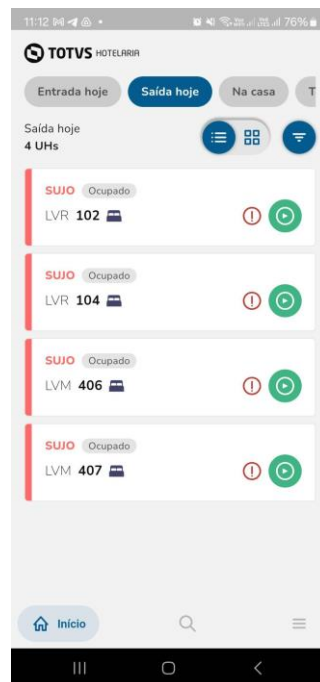 11:12
76%
TOTVS HOTELARIA
Entrada hoje Saída hoje Na casa T
Saída hoje
4 UHs
SUJO Ocupado
LVR 102
SUJO Ocupado
LVR 104
SUJO Ocupado
LVM 406
SUJO Ocupado
LVM 407
Início